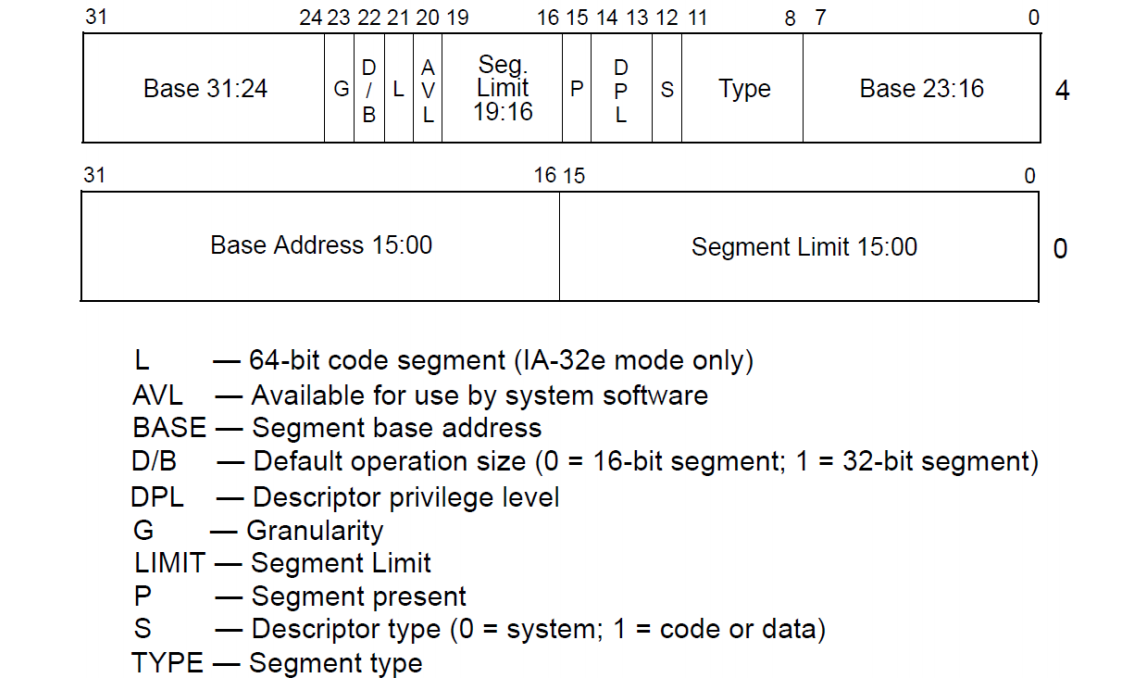 31 24 23 22 21 20 19 16 15 14 13 12 11 8 7 0
Base 31:24 G D/B L AVL Seg. Limit 19:16 P DPL S Type Base 23:16 4
31 16 15 0
Base Address 15:00 Segment Limit 15:00 0
L — 64-bit code segment (IA-32e mode only)
AVL — Available for use by system software
BASE — Segment base address
D/B — Default operation size (0 = 16-bit segment; 1 = 32-bit segment)
DPL — Descriptor privilege level
G — Granularity
LIMIT — Segment Limit
P — Segment present
S — Descriptor type (0 = system; 1 = code or data)
TYPE — Segment type